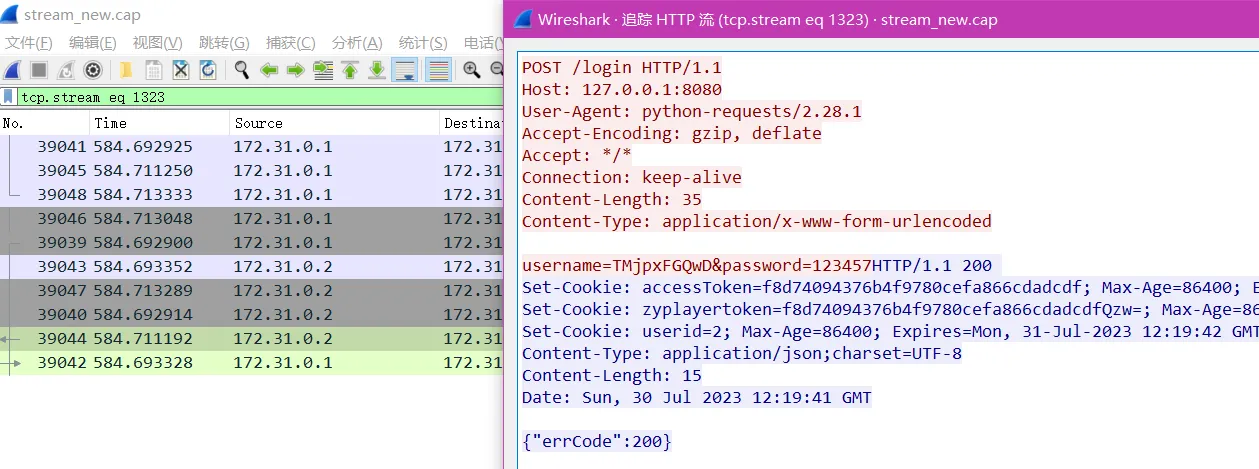 stream_new.cap
文件(F) 编辑(E) 视图(V) 跳转(G) 捕获(C) 分析(A) 统计(S) 电话(
tcp.stream eq 1323
No. Time Source Destina
39041 584.692925 172.31.0.1 172.31
39045 584.711250 172.31.0.1 172.31
39048 584.713333 172.31.0.1 172.31
39046 584.713048 172.31.0.1 172.31
39039 584.692900 172.31.0.1 172.31
39043 584.693352 172.31.0.2 172.31
39047 584.713289 172.31.0.2 172.31
39040 584.692914 172.31.0.2 172.31
39044 584.711192 172.31.0.2 172.31
39042 584.693328 172.31.0.1 172.31
Wireshark · 追踪 HTTP 流 (tcp.stream eq 1323) · stream_new.cap
POST /login HTTP/1.1
Host: 127.0.0.1:8080
User-Agent: python-requests/2.28.1
Accept-Encoding: gzip, deflate
Accept: */*
Connection: keep-alive
Content-Length: 35
Content-Type: application/x-www-form-urlencoded
username=TMjpxFGQwD&password=123457HTTP/1.1 200
Set-Cookie: accessToken=f8d74094376b4f9780cefa866cdadcdf; Max-Age=86400; E
Set-Cookie: zyplayertoken=f8d74094376b4f9780cefa866cdadcdfQzw=; Max-Age=86
Set-Cookie: userid=2; Max-Age=86400; Expires=Mon, 31-Jul-2023 12:19:42 GMT
Content-Type: application/json;charset=UTF-8
Content-Length: 15
Date: Sun, 30 Jul 2023 12:19:41 GMT
{"errCode":200}